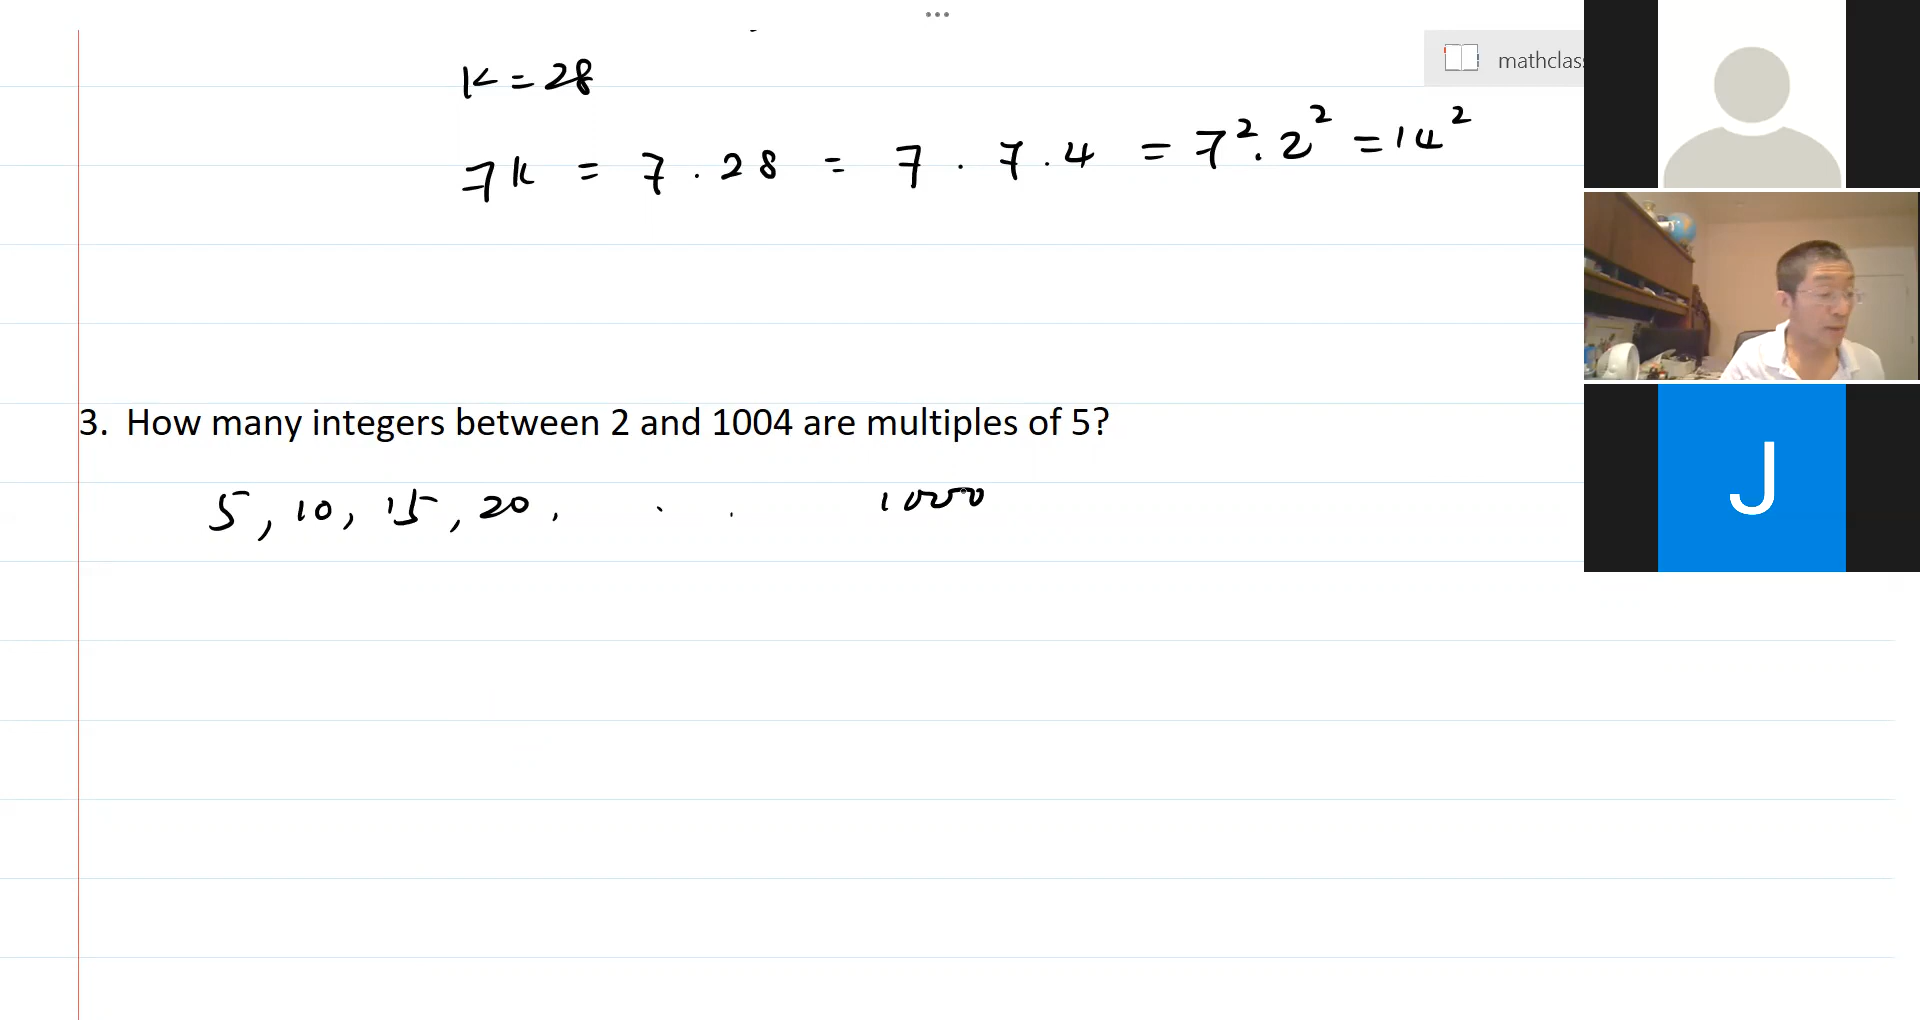 K = 28
mathclas
7K = 7 . 28 = 7 . 7 . 4 = 7² . 2² = 14²
3. How many integers between 2 and 1004 are multiples of 5?
5, 10, 15, 20, . . 1000
J